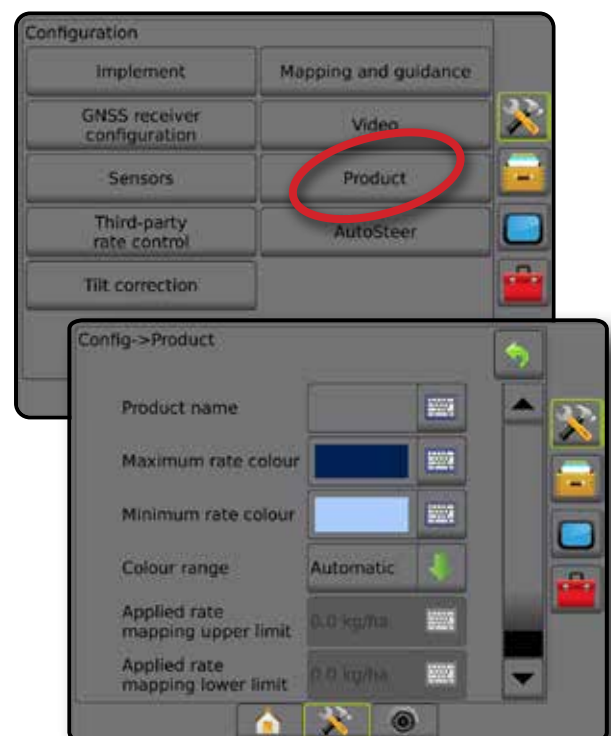 Configuration
Implement
Mapping and guidance
GNSS receiver
configuration
Video
Sensors
Product
Third-party
rate control
AutoSteer
Tilt correction
Config->Product
Product name
Maximum rate colour
Minimum rate colour
Colour range
Automatic
Applied rate
mapping upper limit
0.0 kg/ha
Applied rate
mapping lower limit
0.0 kg/ha